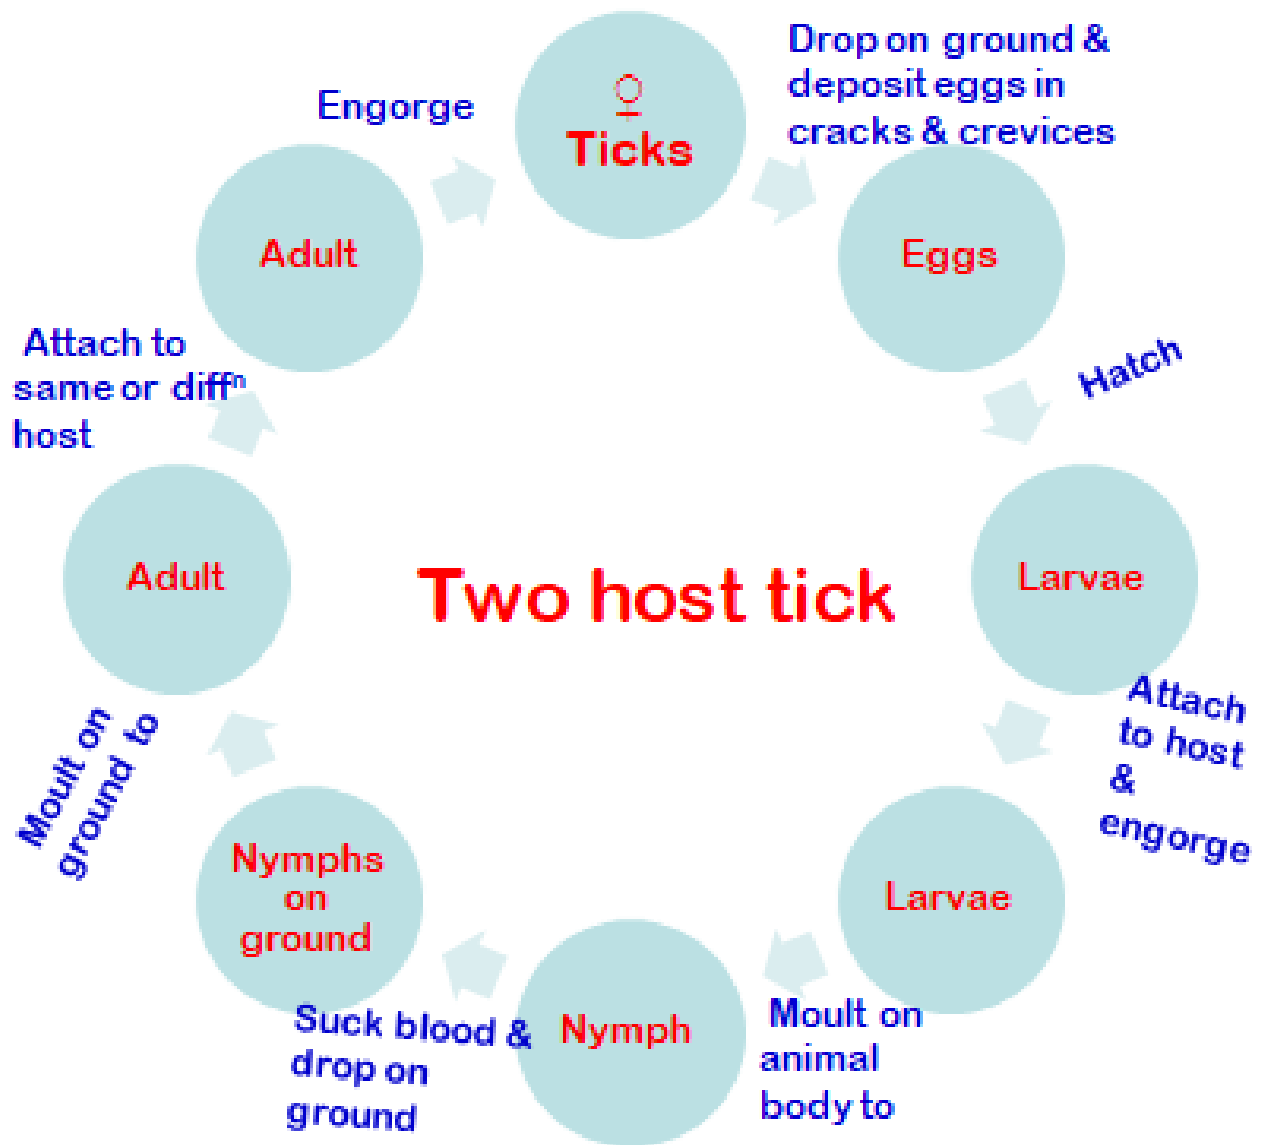 ♀
Ticks
Drop on ground &
deposit eggs in
cracks & crevices
Eggs
Hatch
Larvae
Attach
to host
&
engorge
Larvae
Moult on
animal
body to
Nymph
Suck blood &
drop on
ground
Nymphs
on
ground
Moult on
ground to
Adult
Attach to
same or diffⁿ
host
Adult
Engorge
Two host tick